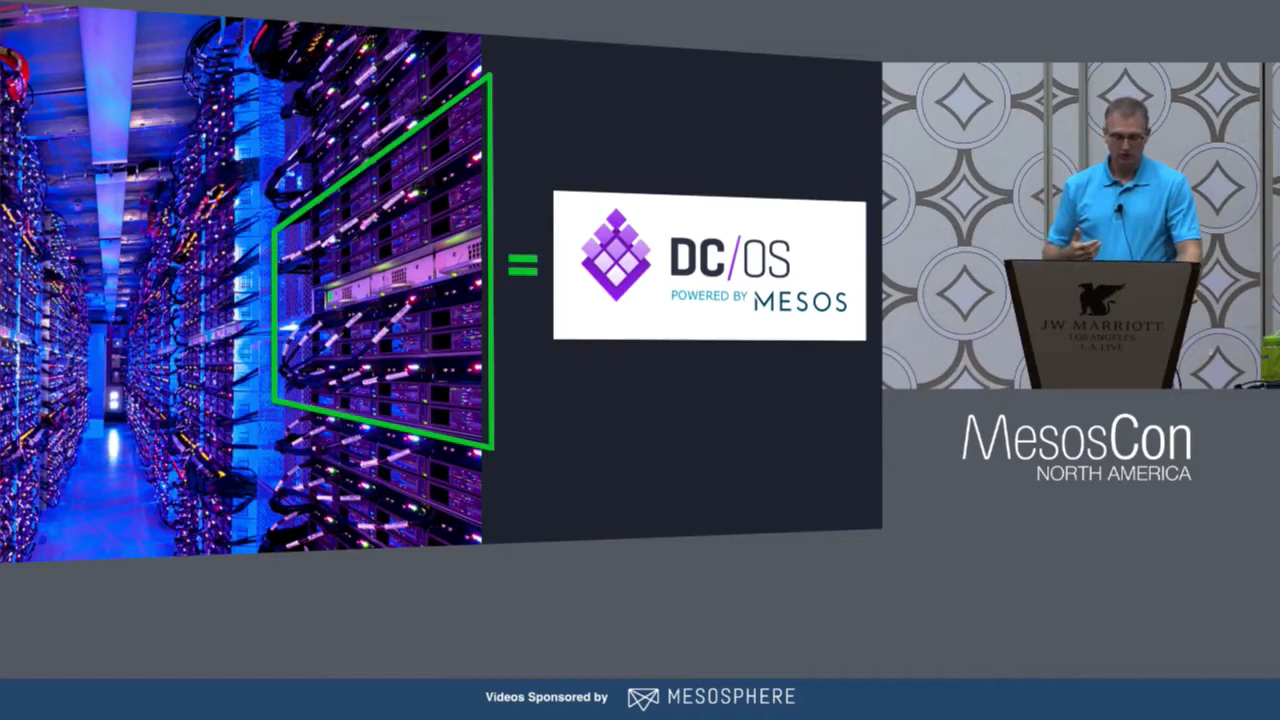 =
DC/OS
POWERED BY MESOS
JW MARRIOTT
LOS ANGELES
L.A. LIVE
MesosCon
NORTH AMERICA
Videos Sponsored by MESOSPHERE